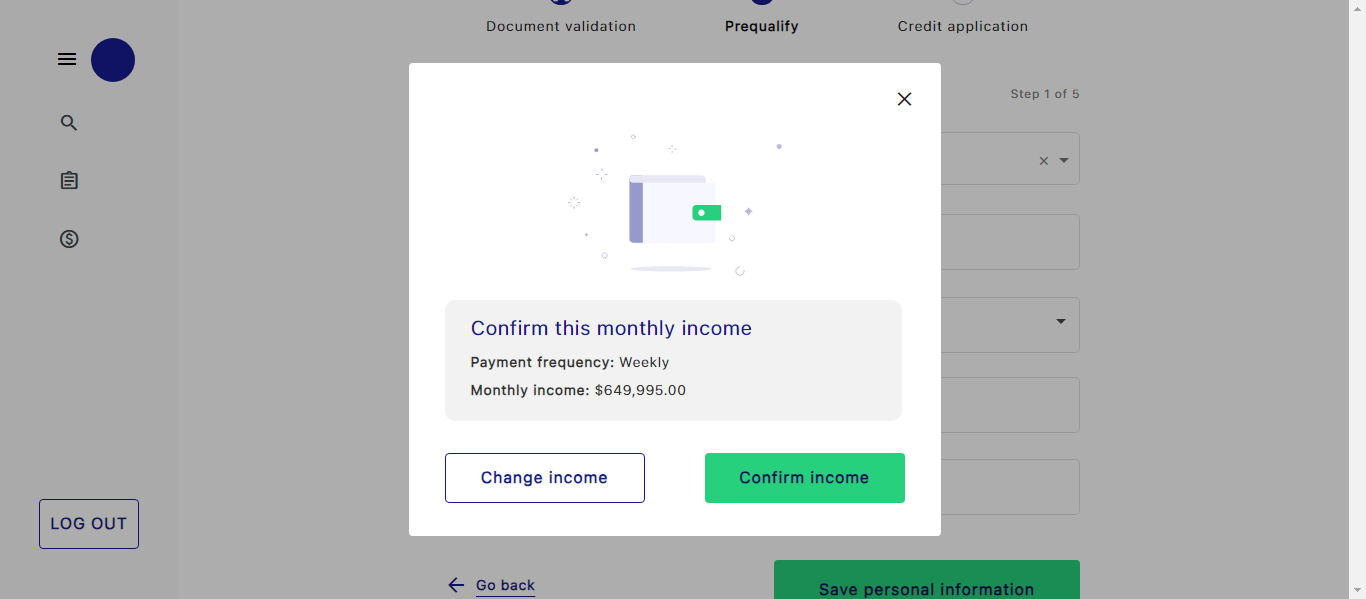 Document validation
Prequalify
Credit application
Step 1 of 5
Confirm this monthly income
Payment frequency: Weekly
Monthly income: $649,995.00
Change income
Confirm income
LOG OUT
Go back
Save personal information